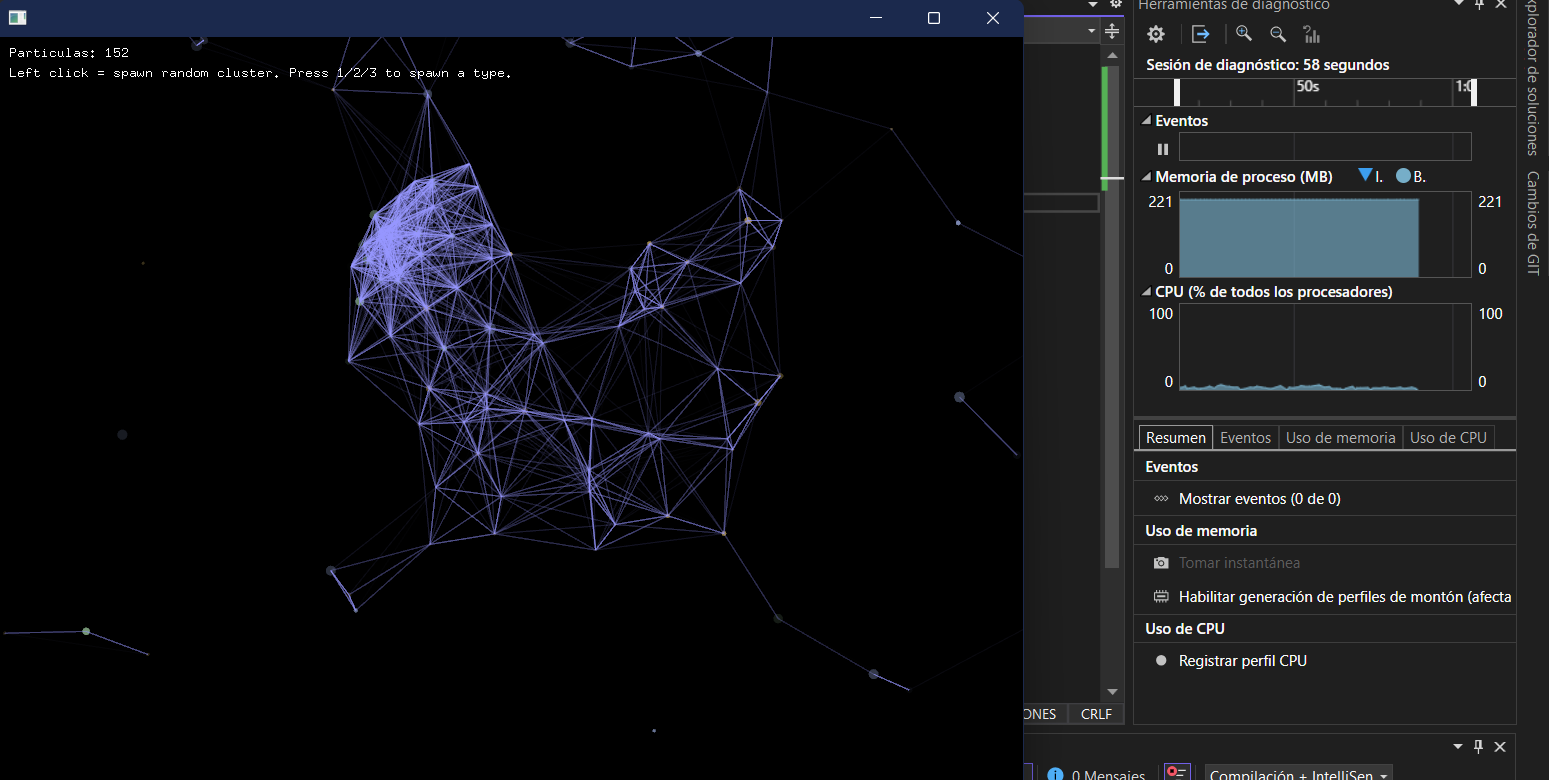 Particulas: 152
Left click = spawn random cluster. Press 1/2/3 to spawn a type.
Herramientas de diagnóstico
Sesión de diagnóstico: 58 segundos
50s
Eventos
Memoria de proceso (MB) I. B.
221 221
0 0
CPU (% de todos los procesadores)
100 100
0 0
Resumen Eventos Uso de memoria Uso de CPU
Eventos
Mostrar eventos (0 de 0)
Uso de memoria
Tomar instantánea
Habilitar generación de perfiles de montón (afecta
Uso de CPU
Registrar perfil CPU
ONES CRLF
0 Mensajes Compilación + IntelliSen
xplorador de soluciones
Cambios de GIT